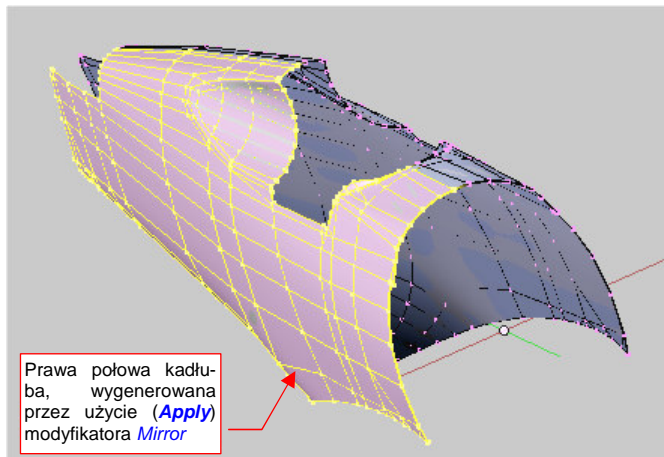 Prawa połowa kadłu-
ba, wygenerowana
przez użycie (Apply)
modyfikatora Mirror